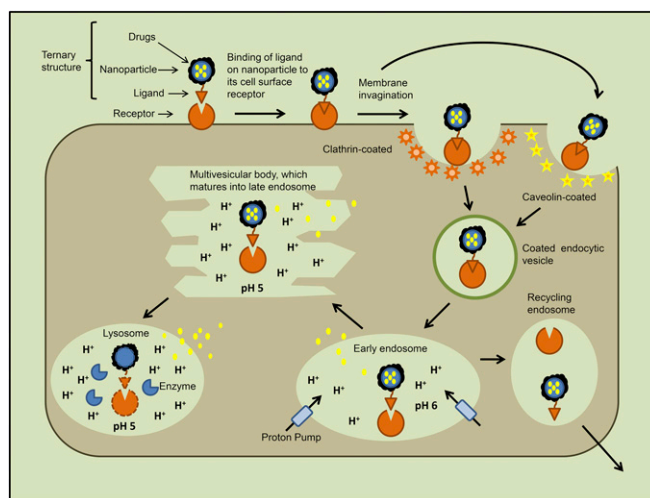 Drugs
Ternary
structure
Nanoparticle
Ligand
Receptor
Binding of ligand
on nanoparticle to
its cell surface
receptor
Membrane
invagination
Clathrin-coated
Caveolin-coated
Multivesicular body, which
matures into late endosome
H⁺
H⁺
H⁺
H⁺
H⁺
H⁺
H⁺
H⁺
H⁺
pH 5
Coated endocytic
vesicle
Recycling
endosome
Lysosome
H⁺
H⁺
H⁺
H⁺
H⁺
H⁺
H⁺
H⁺
Enzyme
pH 5
Early endosome
H⁺
H⁺
H⁺
H⁺
H⁺
H⁺
pH 6
Proton Pump